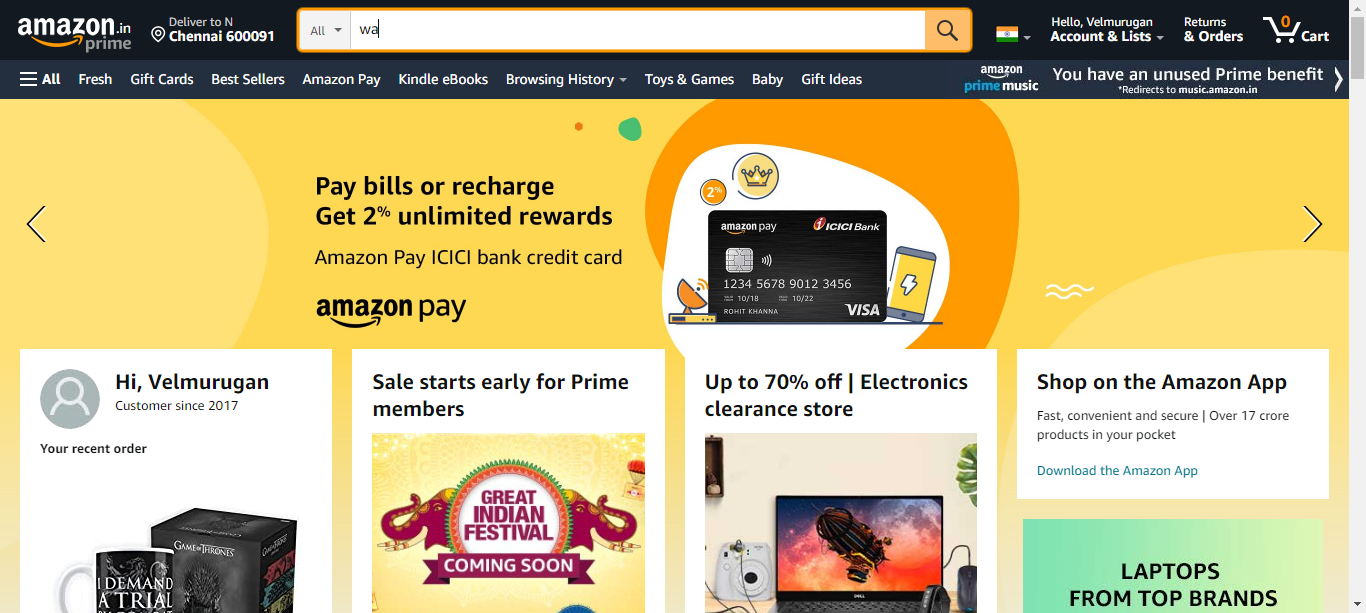 amazon.in
prime
Deliver to N
Chennai 600091
All
wa
Hello, Velmurugan
Account & Lists
Returns
& Orders
0
Cart
All
Fresh
Gift Cards
Best Sellers
Amazon Pay
Kindle eBooks
Browsing History
Toys & Games
Baby
Gift Ideas
amazon
prime music
You have an unused Prime benefit
*Redirects to music.amazon.in
Pay bills or recharge
Get 2% unlimited rewards
Amazon Pay ICICI bank credit card
amazon pay
2%
amazon pay
ICICI Bank
1234 5678 9012 3456
10/18
10/22
ROHIT KHANNA
VISA
Hi, Velmurugan
Customer since 2017
Your recent order
GAME OF THRONES
I DEMAND
A TRIAL
Sale starts early for Prime
members
GREAT
INDIAN
FESTIVAL
COMING SOON
Up to 70% off | Electronics
clearance store
DELL
Shop on the Amazon App
Fast, convenient and secure | Over 17 crore
products in your pocket
Download the Amazon App
LAPTOPS
FROM TOP BRANDS